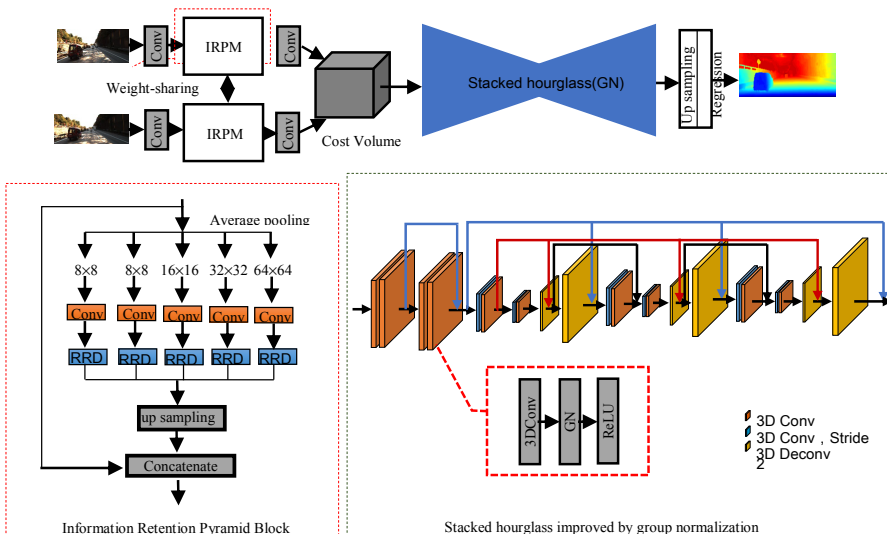 Conv
IRPM
Conv
Weight-sharing
Conv
IRPM
Conv
Cost Volume
Stacked hourglass(GN)
Up sampling
Regression
Average pooling
8×8 8×8 16×16 32×32 64×64
Conv Conv Conv Conv Conv
RRD RRD RRD RRD RRD
up sampling
Concatenate
Information Retention Pyramid Block
3DConv
GN
ReLU
3D Conv
3D Conv , Stride
3D Deconv
2
Stacked hourglass improved by group normalization